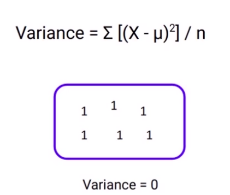 Variance = Σ [(X - μ)²] / n
1 1 1
1 1 1
Variance = 0